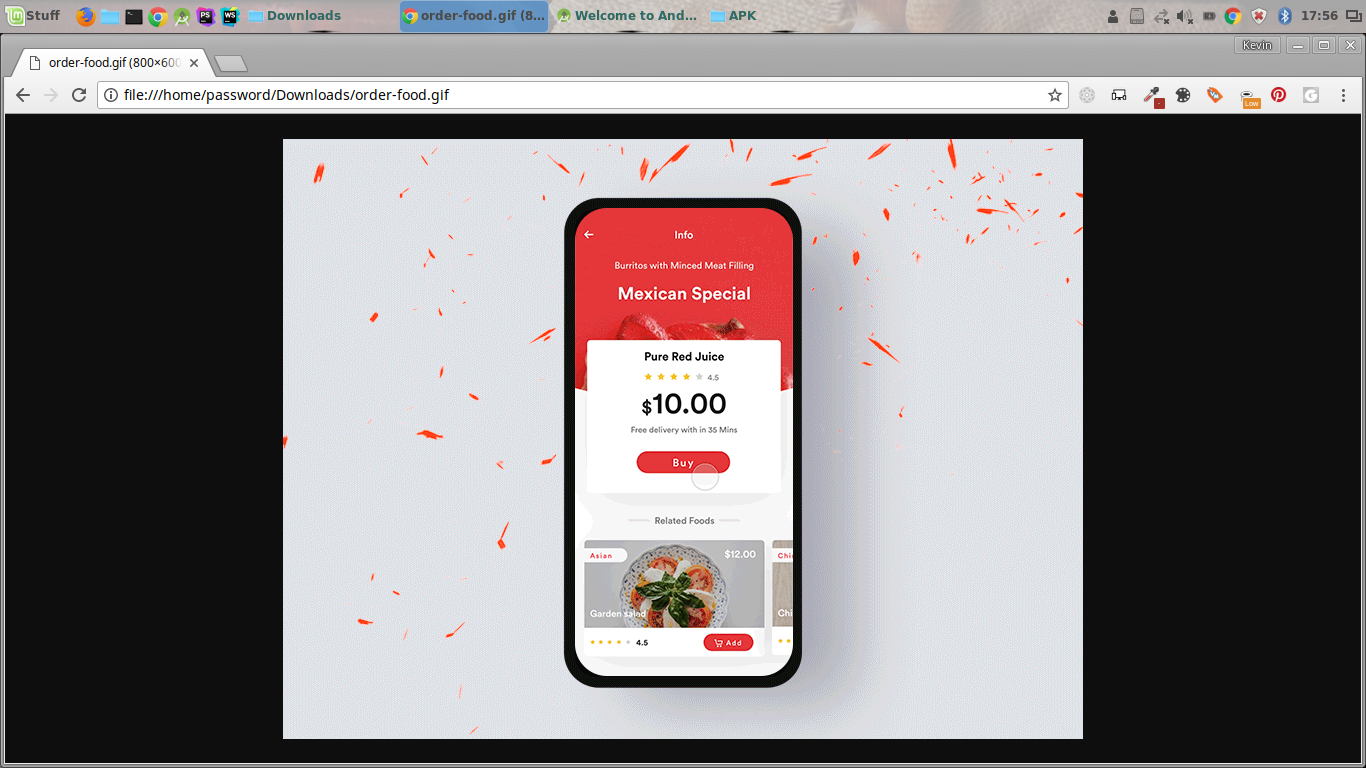 Stuff
PS
WS
Downloads
order-food.gif (8...
Welcome to And...
APK
17:56
Kevin
order-food.gif (800×600
file:///home/password/Downloads/order-food.gif
Low
G
Info
Burritos with Minced Meat Filling
Mexican Special
Pure Red Juice
4.5
$10.00
Free delivery with in 35 Mins
Buy
Related Foods
Asian
$12.00
Chi
Garden salad
Chi
4.5
Add